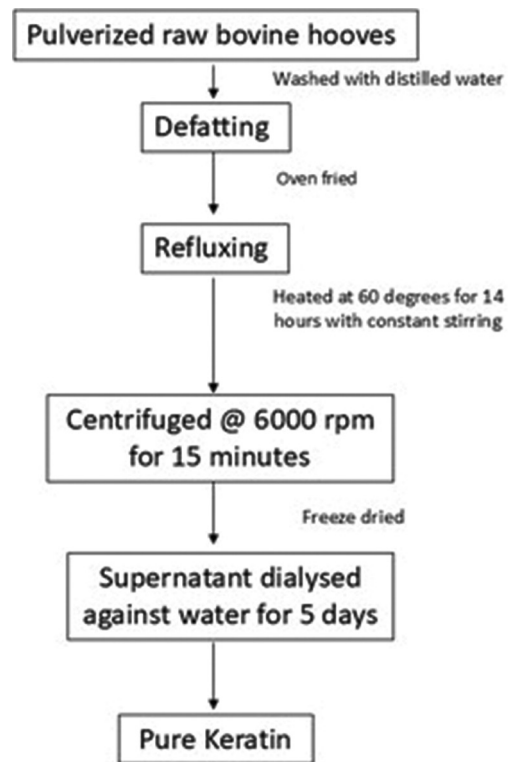 Pulverized raw bovine hooves
Washed with distilled water
Defatting
Oven fried
Refluxing
Heated at 60 degrees for 14
hours with constant stirring
Centrifuged @ 6000 rpm
for 15 minutes
Freeze dried
Supernatant dialysed
against water for 5 days
Pure Keratin